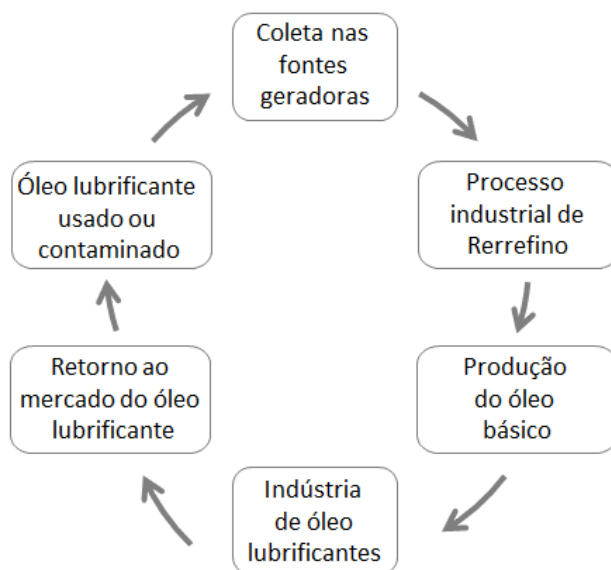 Coleta nas
fontes
geradoras
Processo
industrial de
Rerrefino
Produção
do óleo
básico
Indústria
de óleo
lubrificantes
Retorno ao
mercado do óleo
lubrificante
Óleo lubrificante
usado ou
contaminado